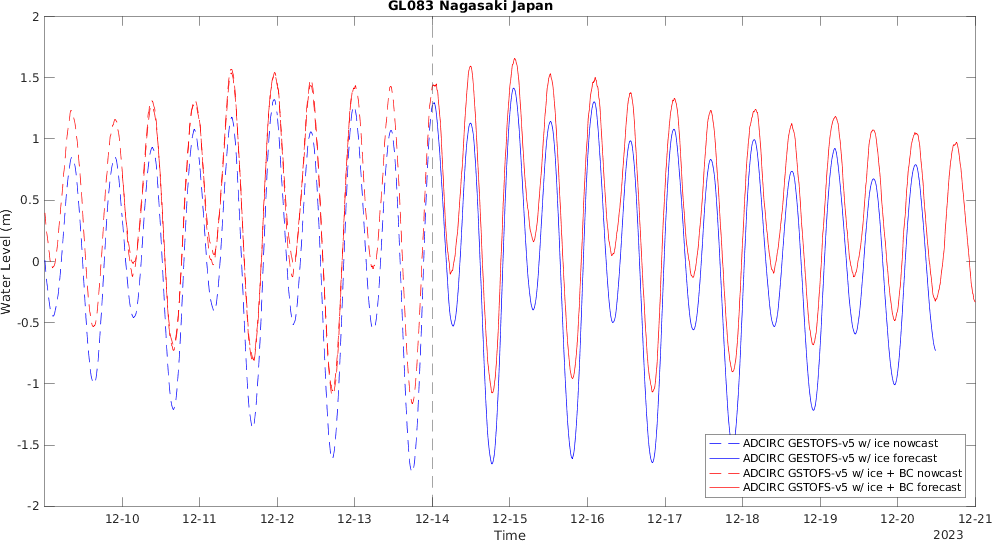 GL083 Nagasaki Japan
2
1.5
1
0.5
0
-0.5
-1
-1.5
-2
Water Level (m)
ADCIRC GESTOFS-v5 w/ ice nowcast
ADCIRC GESTOFS-v5 w/ ice forecast
ADCIRC GSTOFS-v5 w/ ice + BC nowcast
ADCIRC GSTOFS-v5 w/ ice + BC forecast
12-10 12-11 12-12 12-13 12-14 12-15 12-16 12-17 12-18 12-19 12-20 12-21
Time
2023